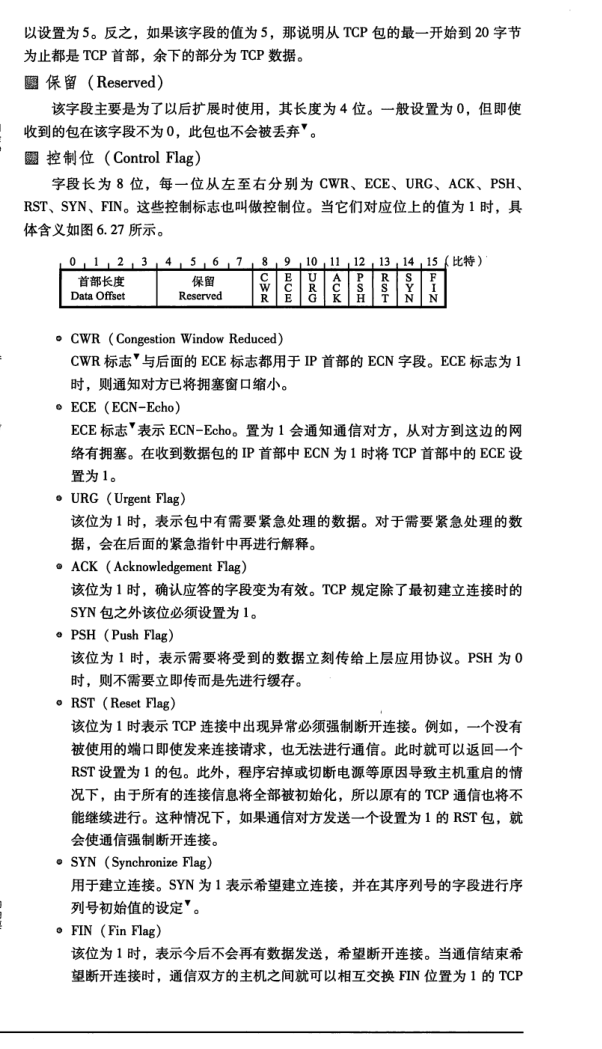 以设置为 5。反之，如果该字段的值为 5，那说明从 TCP 包的最一开始到 20 字节
为止都是 TCP 首部，余下的部分为 TCP 数据。
保留（Reserved）
该字段主要是为了以后扩展时使用，其长度为 4 位。一般设置为 0，但即使
收到的包在该字段不为 0，此包也不会被丢弃▼。
控制位（Control Flag）
字段长为 8 位，每一位从左至右分别为 CWR、ECE、URG、ACK、PSH、
RST、SYN、FIN。这些控制标志也叫做控制位。当它们对应位上的值为 1 时，具
体含义如图 6.27 所示。
0 1 2 3 4 5 6 7 8 9 10 11 12 13 14 15（比特）
首部长度 保留 CWR ECE URG ACK PSH RST SYN FIN
Data Offset Reserved
CWR（Congestion Window Reduced）
CWR 标志▼与后面的 ECE 标志都用于 IP 首部的 ECN 字段。ECE 标志为 1
时，则通知对方已将拥塞窗口缩小。
ECE（ECN-Echo）
ECE 标志▼表示 ECN-Echo。置为 1 会通知通信对方，从对方到这边的网
络有拥塞。在收到数据包的 IP 首部中 ECN 为 1 时将 TCP 首部中的 ECE 设
置为 1。
URG（Urgent Flag）
该位为 1 时，表示包中有需要紧急处理的数据。对于需要紧急处理的数
据，会在后面的紧急指针中再进行解释。
ACK（Acknowledgement Flag）
该位为 1 时，确认应答的字段变为有效。TCP 规定除了最初建立连接时的
SYN 包之外该位必须设置为 1。
PSH（Push Flag）
该位为 1 时，表示需要将受到的数据立刻传给上层应用协议。PSH 为 0
时，则不需要立即传而是先进行缓存。
RST（Reset Flag）
该位为 1 时表示 TCP 连接中出现异常必须强制断开连接。例如，一个没有
被使用的端口即使发来连接请求，也无法进行通信。此时就可以返回一个
RST 设置为 1 的包。此外，程序宕掉或切断电源等原因导致主机重启的情
况下，由于所有的连接信息将全部被初始化，所以原有的 TCP 通信也将不
能继续进行。这种情况下，如果通信对方发送一个设置为 1 的 RST 包，就
会使通信强制断开连接。
SYN（Synchronize Flag）
用于建立连接。SYN 为 1 表示希望建立连接，并在其序列号的字段进行序
列号初始值的设定▼。
FIN（Fin Flag）
该位为 1 时，表示今后不会再有数据发送，希望断开连接。当通信结束希
望断开连接时，通信双方的主机之间就可以相互交换 FIN 位置为 1 的 TCP